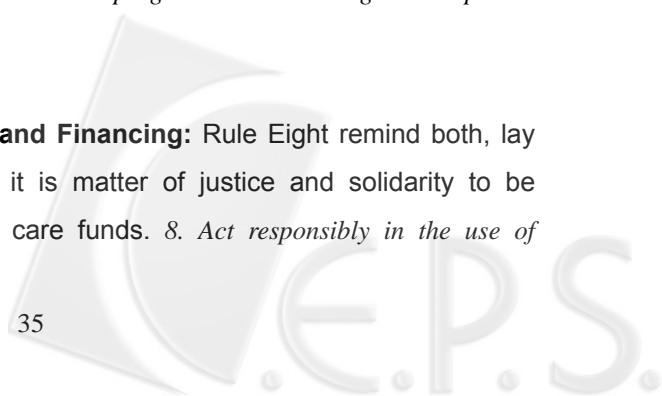 and Financing: Rule Eight remind both, lay
it is matter of justice and solidarity to be
care funds. 8. Act responsibly in the use of
35
.E.P.S.